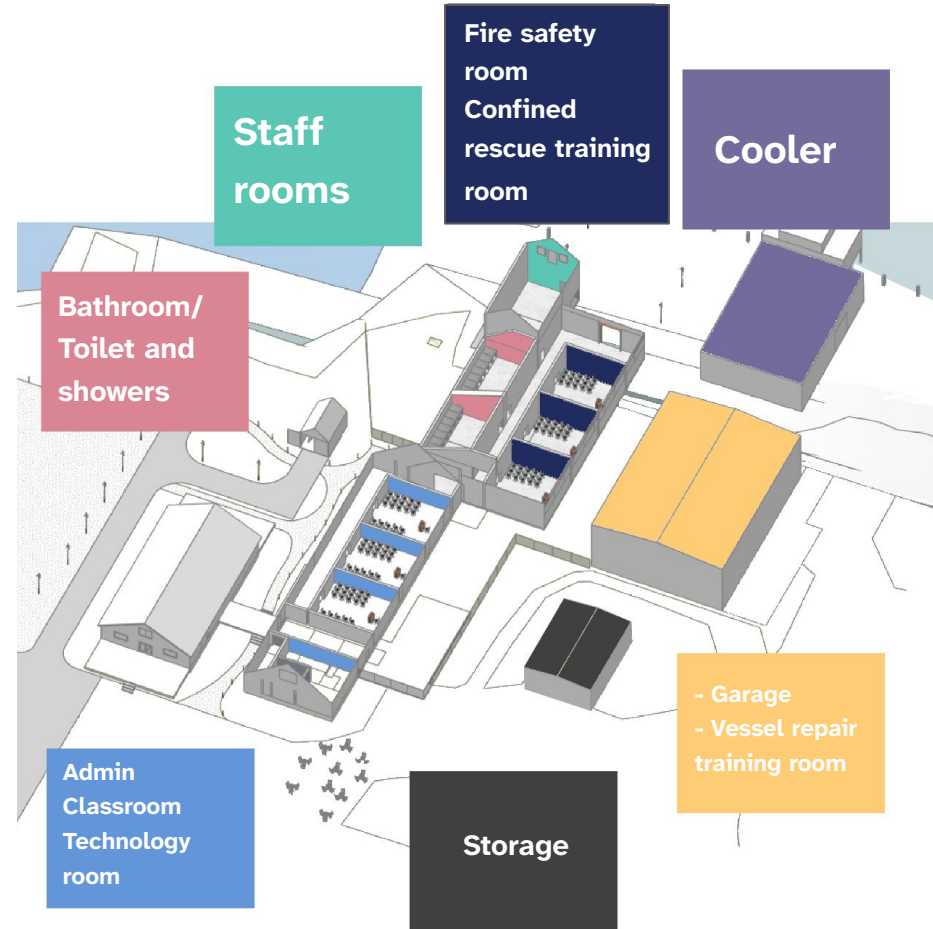 Fire safety
room
Confined
rescue training
room
Staff
rooms
Cooler
Bathroom/
Toilet and
showers
- Garage
- Vessel repair
training room
Admin
Classroom
Technology
room
Storage